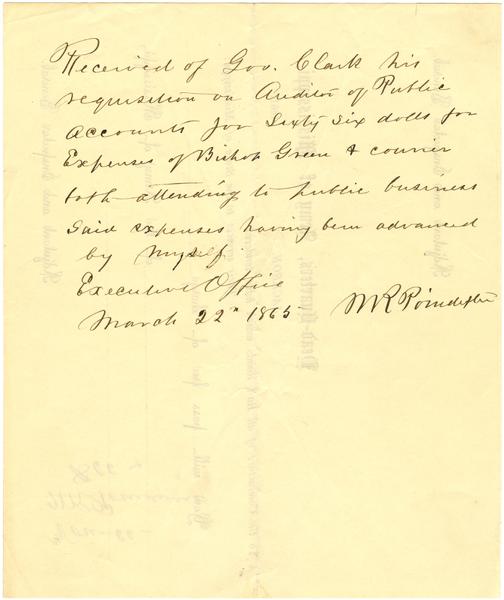 Received of Gov. Clark his
requisition on Auditor of Public
Accounts for Sixty Six dolls for
Expenses of Bishop Green & courier
both attending to public business
Said expenses having been advanced
by myself.
Executive Office
March 22" 1865
M R Poindexter